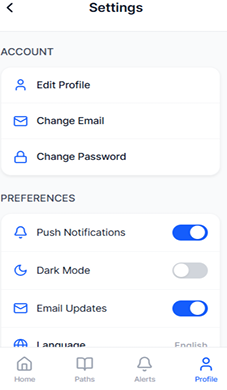 Settings
ACCOUNT
Edit Profile
Change Email
Change Password
PREFERENCES
Push Notifications
Dark Mode
Email Updates
Language English
Home Paths Alerts Profile